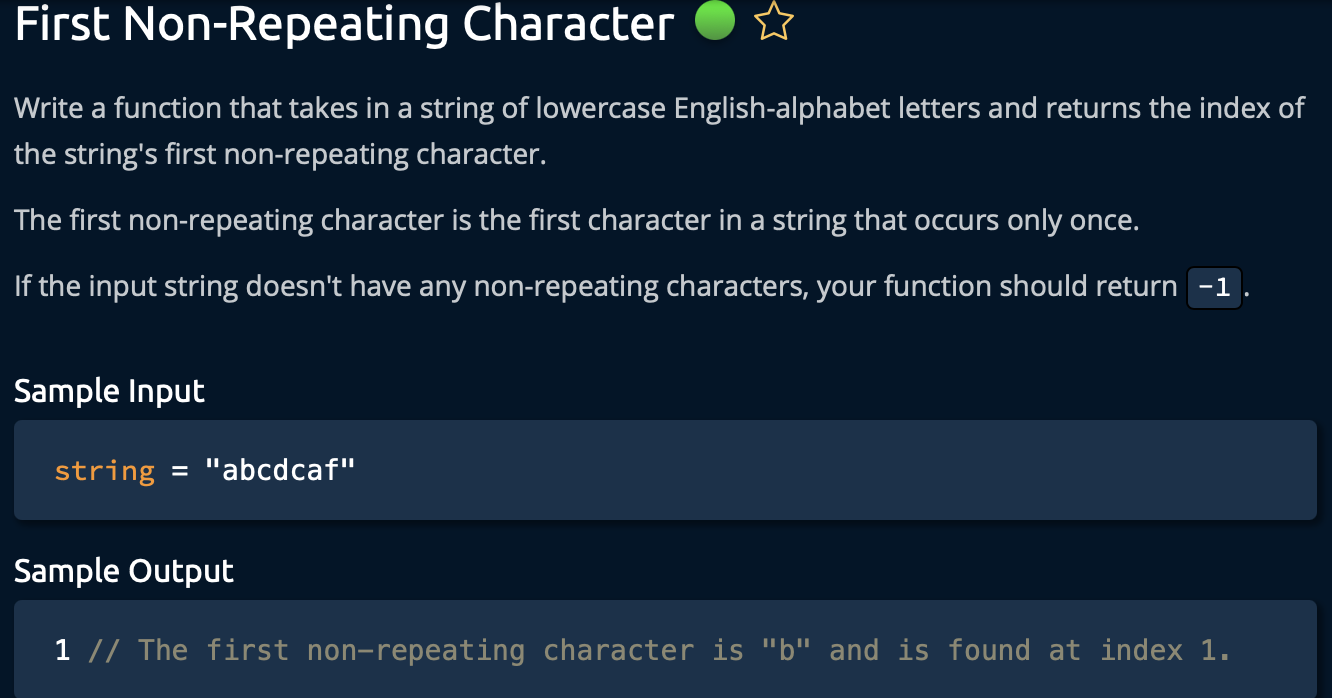 First Non-Repeating Character
Write a function that takes in a string of lowercase English-alphabet letters and returns the index of
the string's first non-repeating character.
The first non-repeating character is the first character in a string that occurs only once.
If the input string doesn't have any non-repeating characters, your function should return -1.
Sample Input
string = "abcdcaf"
Sample Output
1 // The first non-repeating character is "b" and is found at index 1.